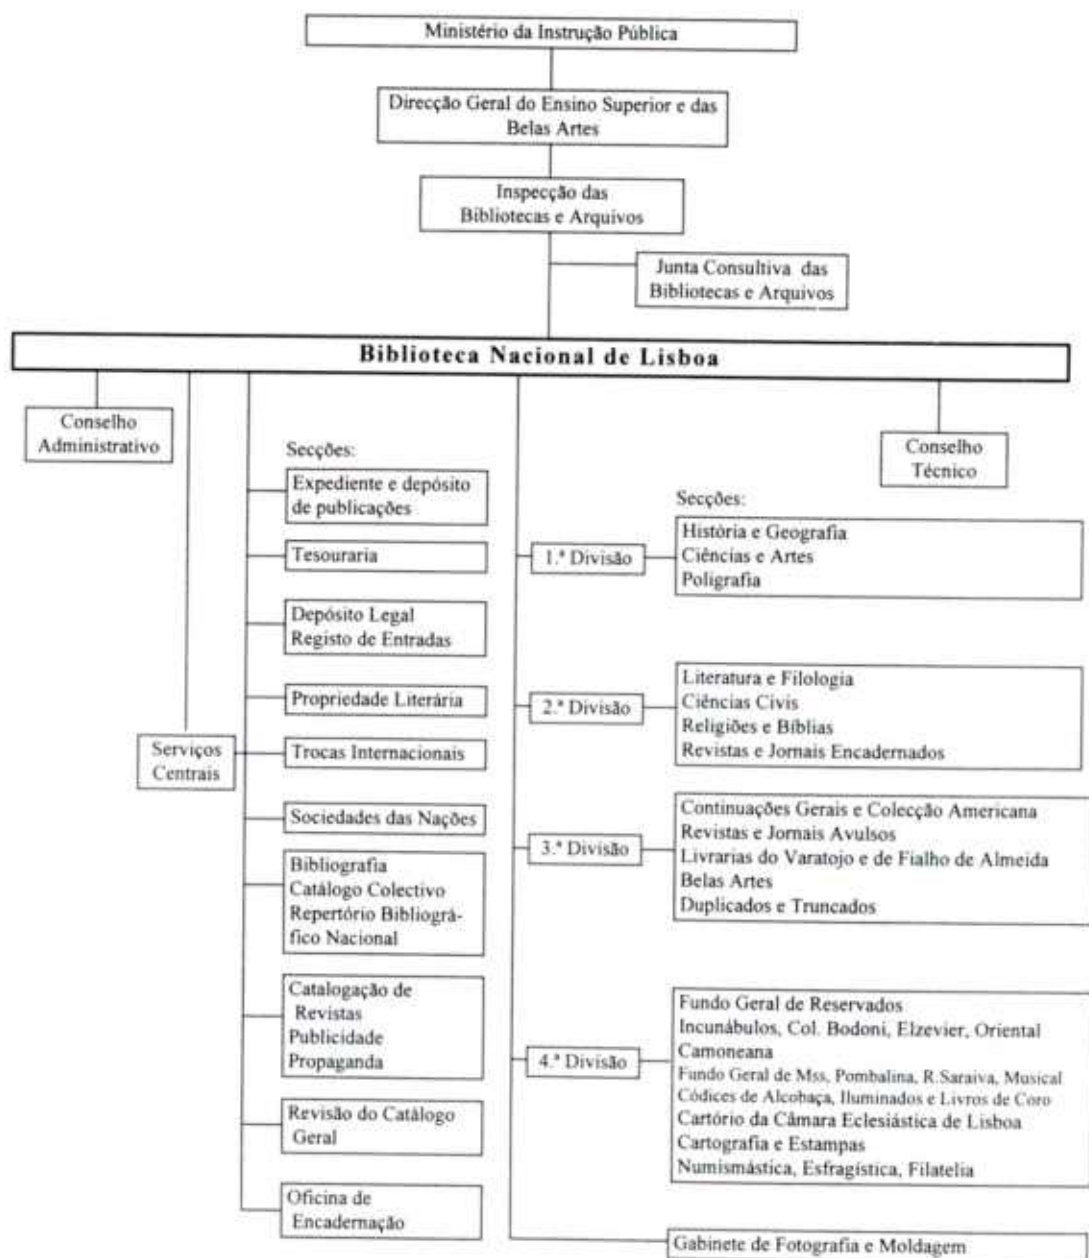 Ministério da Instrução Pública
Direcção Geral do Ensino Superior e das
Belas Artes
Inspecção das
Bibliotecas e Arquivos
Junta Consultiva das
Bibliotecas e Arquivos
Biblioteca Nacional de Lisboa
Conselho
Administrativo
Conselho
Técnico
Serviços
Centrais
Secções:
Expediente e depósito
de publicações
Tesouraria
Depósito Legal
Registo de Entradas
Propriedade Literária
Trocas Internacionais
Sociedades das Nações
Bibliografia
Catálogo Colectivo
Repertório Bibliográ-
fico Nacional
Catalogação de
Revistas
Publicidade
Propaganda
Revisão do Catálogo
Geral
Oficina de
Encadernação
Secções:
1.ª Divisão
História e Geografia
Ciências e Artes
Poligrafia
2.ª Divisão
Literatura e Filologia
Ciências Civis
Religiões e Bíblias
Revistas e Jornais Encadernados
3.ª Divisão
Continuações Gerais e Colecção Americana
Revistas e Jornais Avulsos
Livrarias do Varatojo e de Fialho de Almeida
Belas Artes
Duplicados e Truncados
4.ª Divisão
Fundo Geral de Reservados
Incunábulos, Col. Bodoni, Elzevier, Oriental
Camoneana
Fundo Geral de Mss, Pombalina, R.Saraiva, Musical
Códices de Alcobaça, Iluminados e Livros de Coro
Cartório da Câmara Eclesiástica de Lisboa
Cartografia e Estampas
Numismástica, Esfragística, Filatelia
Gabinete de Fotografia e Moldagem